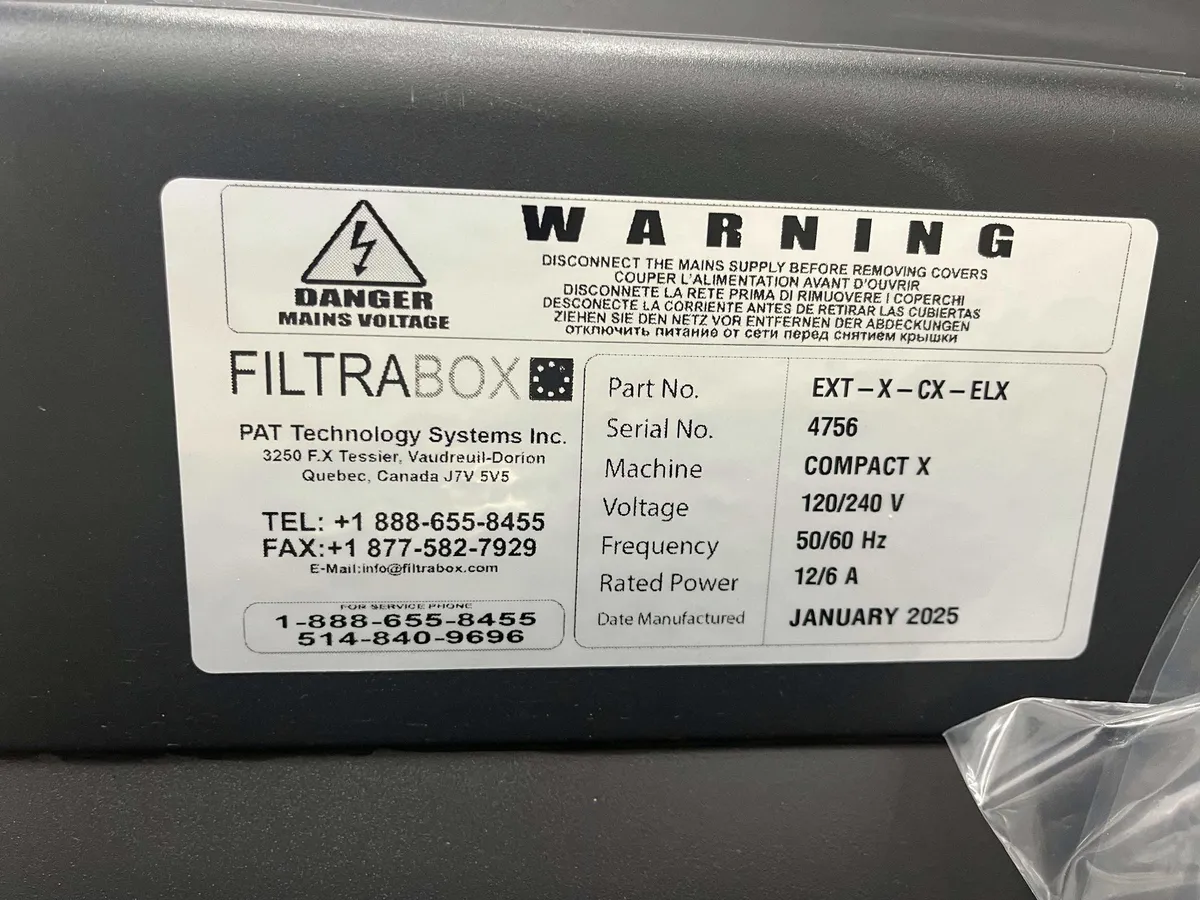 WARNING
DISCONNECT THE MAINS SUPPLY BEFORE REMOVING COVERS
COUPER L'ALIMENTATION AVANT D'OUVRIR
DISCONNETE LA RETE PRIMA DI RIMUOVERE I COPERCHI
DESCONECTE LA CORRIENTE ANTES DE RETIRAR LAS CUBIERTAS
ZIEHEN SIE DEN NETZ VOR ENTFERNEN DER ABDECKUNGEN
отключить питание от сети перед снятием крышки
DANGER
MAINS VOLTAGE
FILTRABOX
PAT Technology Systems Inc.
3250 F.X Tessier, Vaudreuil-Dorion
Quebec, Canada J7V 5V5
TEL: +1 888-655-8455
FAX:+1 877-582-7929
E-Mail:info@filtrabox.com
FOR SERVICE PHONE
1-888-655-8455
514-840-9696
Part No. EXT-X-CX-ELX
Serial No. 4756
Machine COMPACT X
Voltage 120/240 V
Frequency 50/60 Hz
Rated Power 12/6 A
Date Manufactured JANUARY 2025